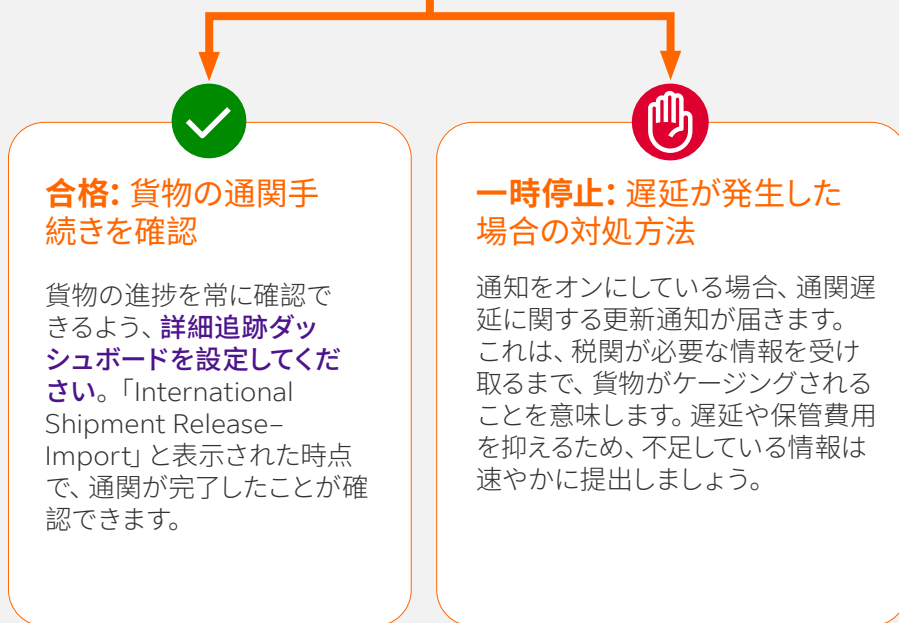 合格: 貨物の通関手
続きを確認
貨物の進捗を常に確認で
きるよう、詳細追跡ダッ
シュボードを設定してくだ
さい。「International
Shipment Release–
Import」と表示された時点
で、通関が完了したことが確
認できます。
一時停止: 遅延が発生した
場合の対処方法
通知をオンにしている場合、通関遅
延に関する更新通知が届きます。
これは、税関が必要な情報を受け
取るまで、貨物がケージングされる
ことを意味します。遅延や保管費用
を抑えるため、不足している情報は
速やかに提出しましょう。